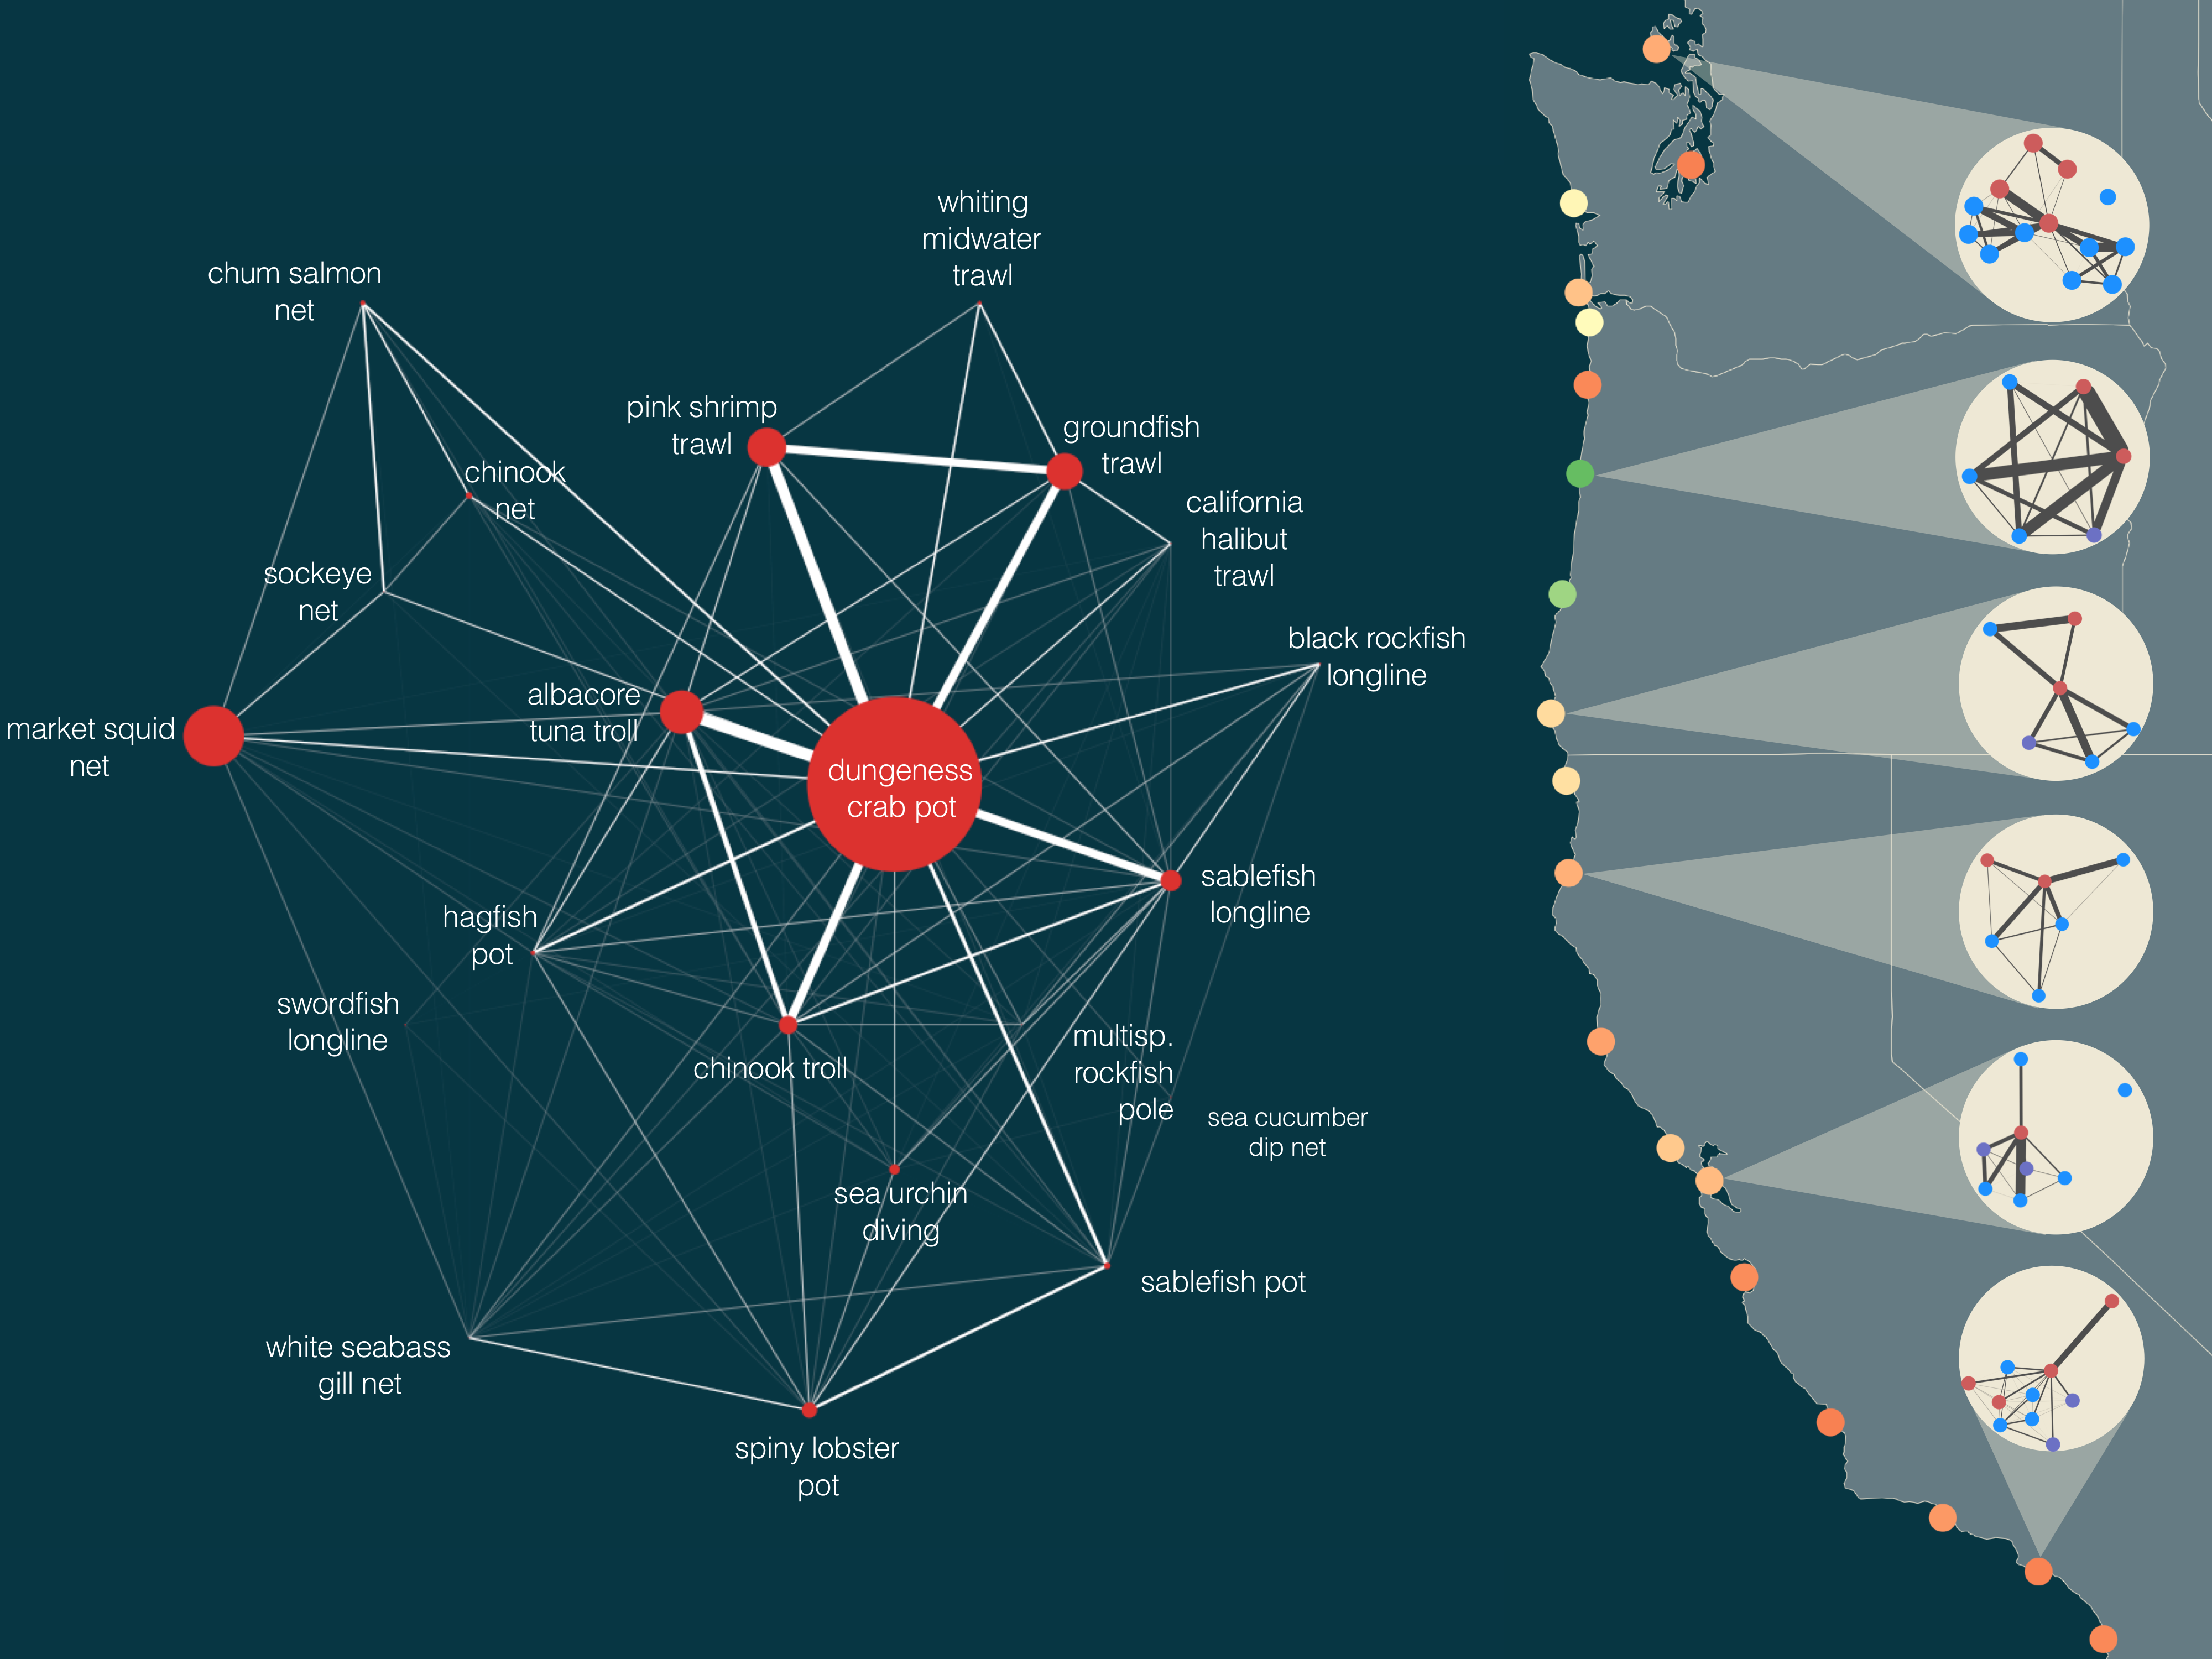 whiting
midwater
trawl
chum salmon
net
pink shrimp
trawl
groundfish
trawl
chinook
net
california
halibut
trawl
sockeye
net
black rockfish
longline
albacore
tuna troll
market squid
net
dungeness
crab pot
sablefish
longline
hagfish
pot
swordfish
longline
multisp.
rockfish
pole
chinook troll
sea cucumber
dip net
sea urchin
diving
sablefish pot
white seabass
gill net
spiny lobster
pot